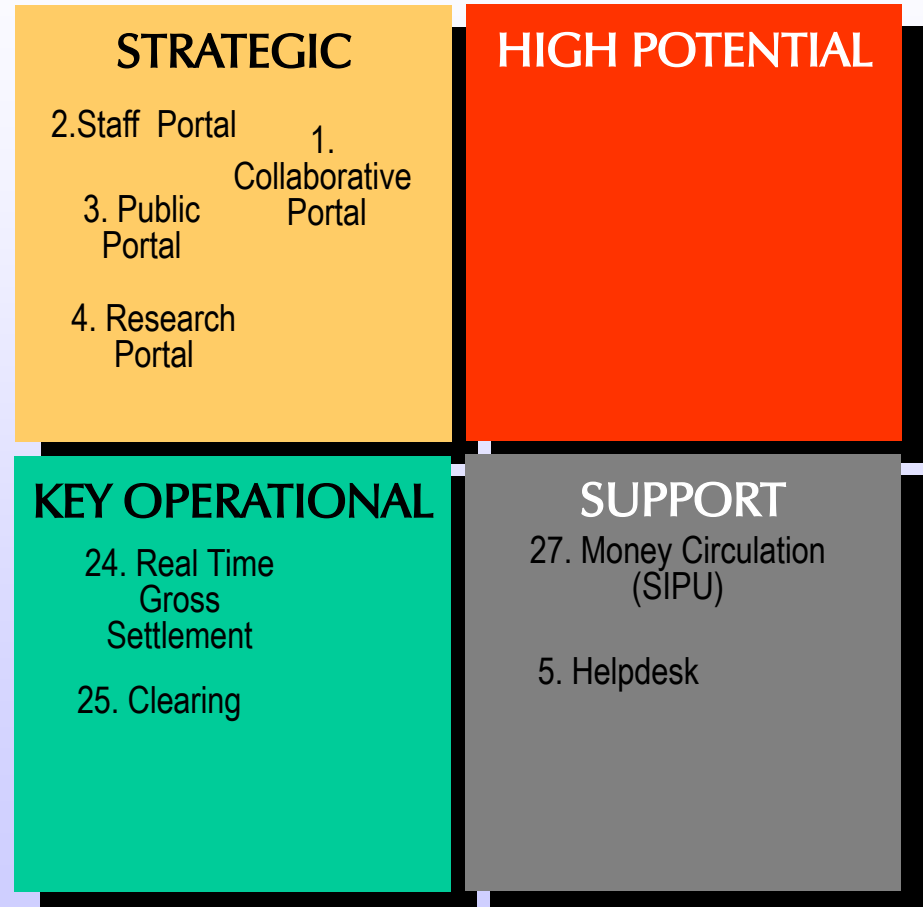 STRATEGIC
2.Staff Portal
1.
Collaborative
Portal
3. Public
Portal
4. Research
Portal
HIGH POTENTIAL
KEY OPERATIONAL
24. Real Time
Gross
Settlement
25. Clearing
SUPPORT
27. Money Circulation
(SIPU)
5. Helpdesk